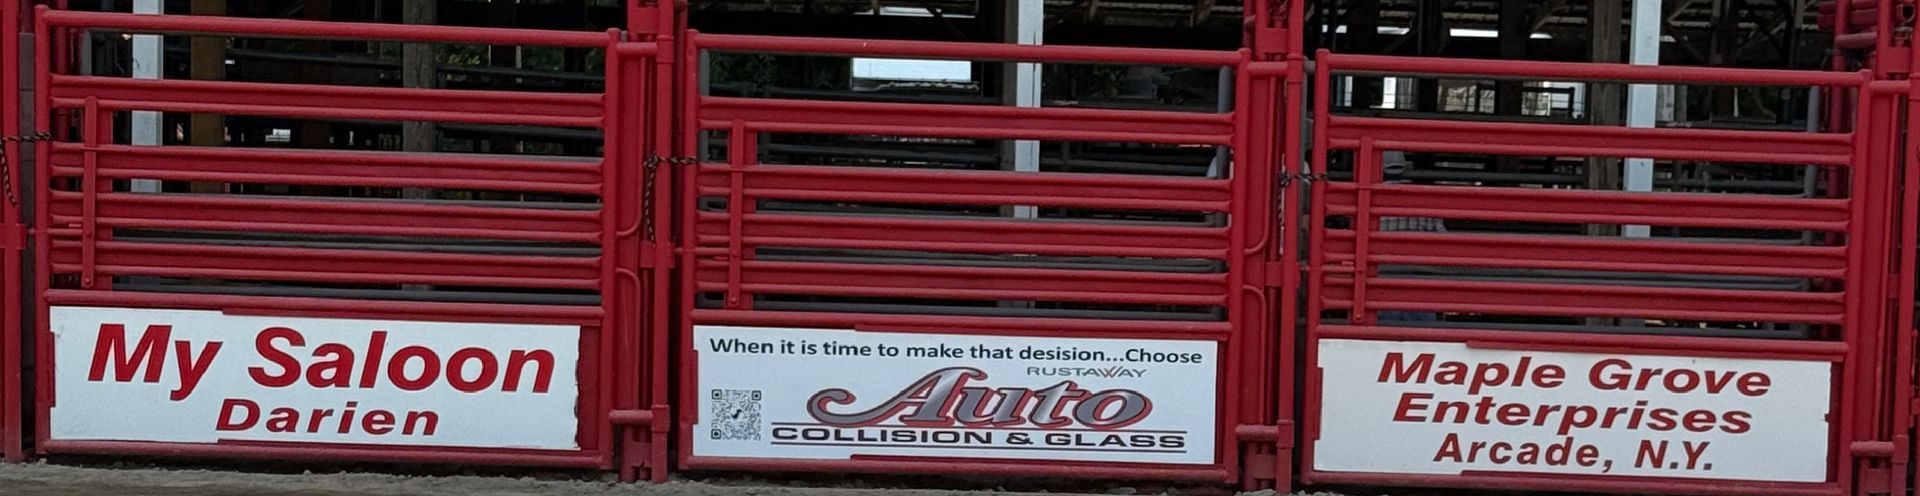 My Saloon
Darien
When it is time to make that desision...Choose
RUSTAWAY
Auto
COLLISION & GLASS
Maple Grove
Enterprises
Arcade, N.Y.